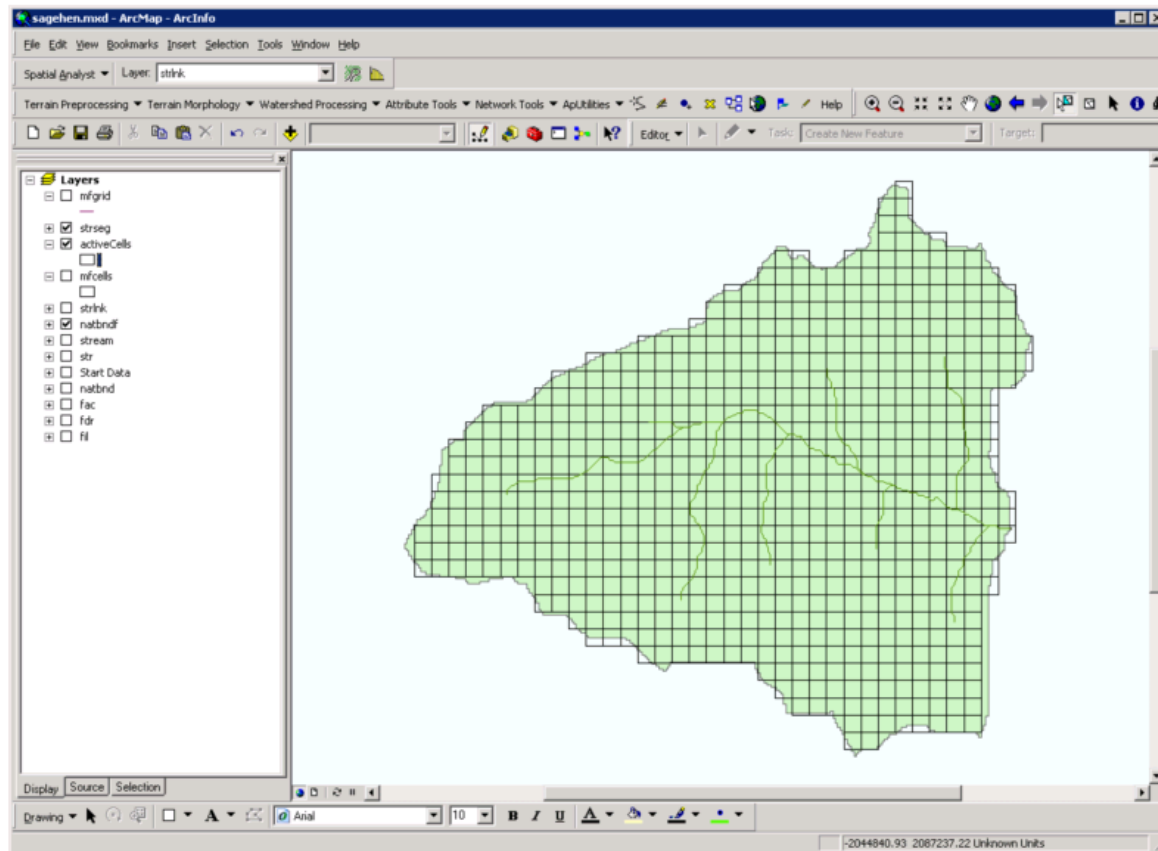 sagehen.mxd - ArcMap - ArcInfo
File Edit View Bookmarks Insert Selection Tools Window Help
Spatial Analyst Layer: strlnk
Terrain Preprocessing Terrain Morphology Watershed Processing Attribute Tools Network Tools ApUtilities Help
Editor Task: Create New Feature Target:
Layers
mfgrid
strseg
activeCells
mfcells
strlnk
natbndf
stream
str
Start Data
natbnd
fac
fdr
fil
Display Source Selection
Drawing A Arial 10 B I U A
-2044840.93 2087237.22 Unknown Units